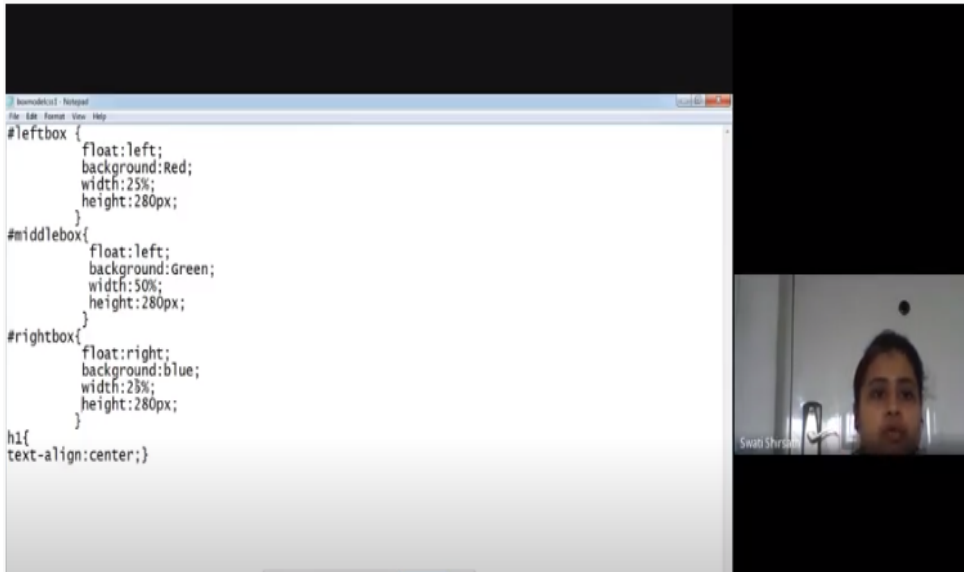 boxmodelcss1 - Notepad
File Edit Format View Help
#leftbox {
float:left;
background:Red;
width:25%;
height:280px;
}
#middlebox{
float:left;
background:Green;
width:50%;
height:280px;
}
#rightbox{
float:right;
background:blue;
width:25%;
height:280px;
}
h1{
text-align:center;}
Swati Shirsath